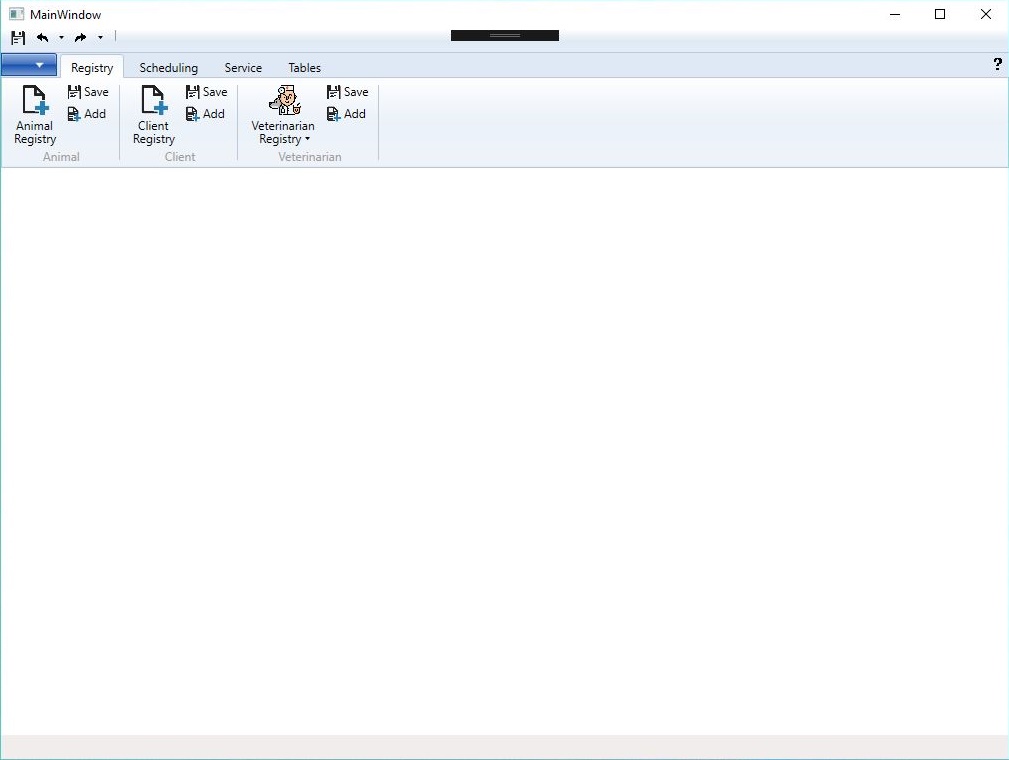 MainWindow
Registry Scheduling Service Tables ?
Animal Registry
Save
Add
Animal
Client Registry
Save
Add
Client
Veterinarian Registry
Save
Add
Veterinarian